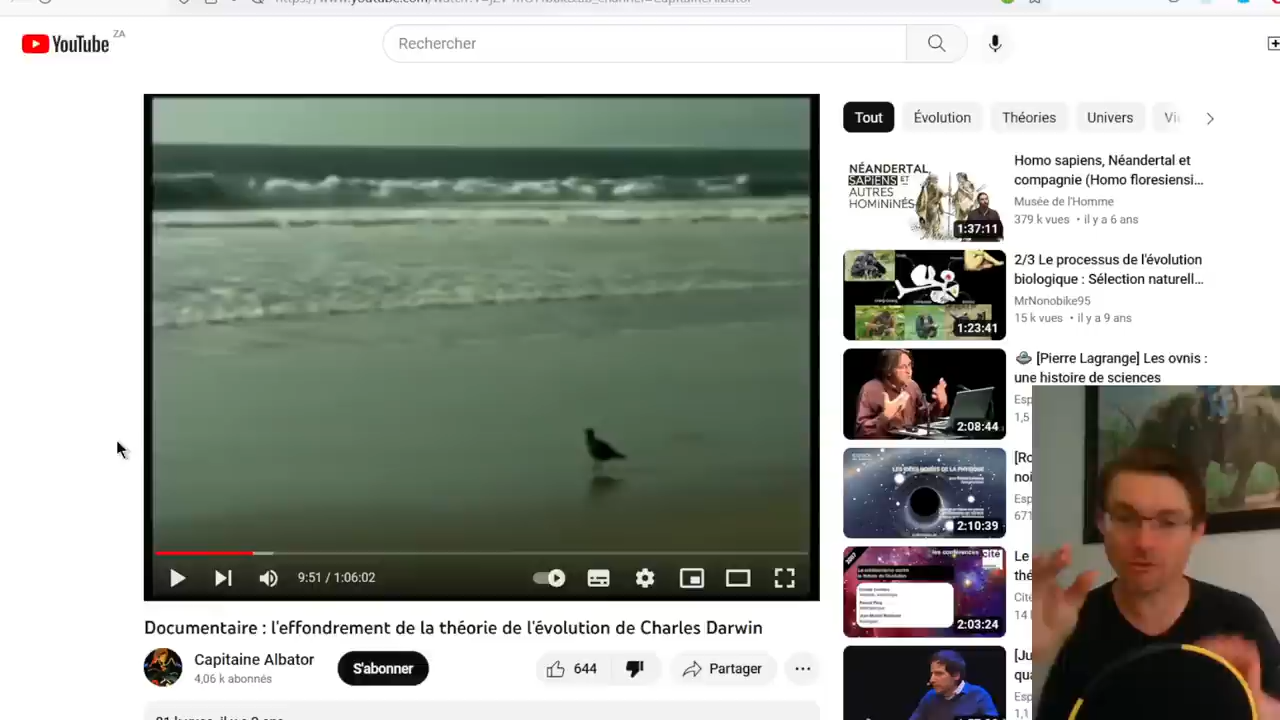 YouTube ZA
Rechercher
Tout
Évolution
Théories
Univers
9:51 / 1:06:02
Documentaire : l'effondrement de la théorie de l'évolution de Charles Darwin
Capitaine Albator
4,06 k abonnés
S'abonner
644
Partager
NÉANDERTAL
SAPIENS ET
AUTRES
HOMININÉS
1:37:11
Homo sapiens, Néandertal et
compagnie (Homo floresiensi...
Musée de l'Homme
379 k vues • il y a 6 ans
1:23:41
2/3 Le processus de l'évolution
biologique : Sélection naturell...
MrNonobike95
15 k vues • il y a 9 ans
2:08:44
[Pierre Lagrange] Les ovnis :
une histoire de sciences
2:10:39
2:03:24